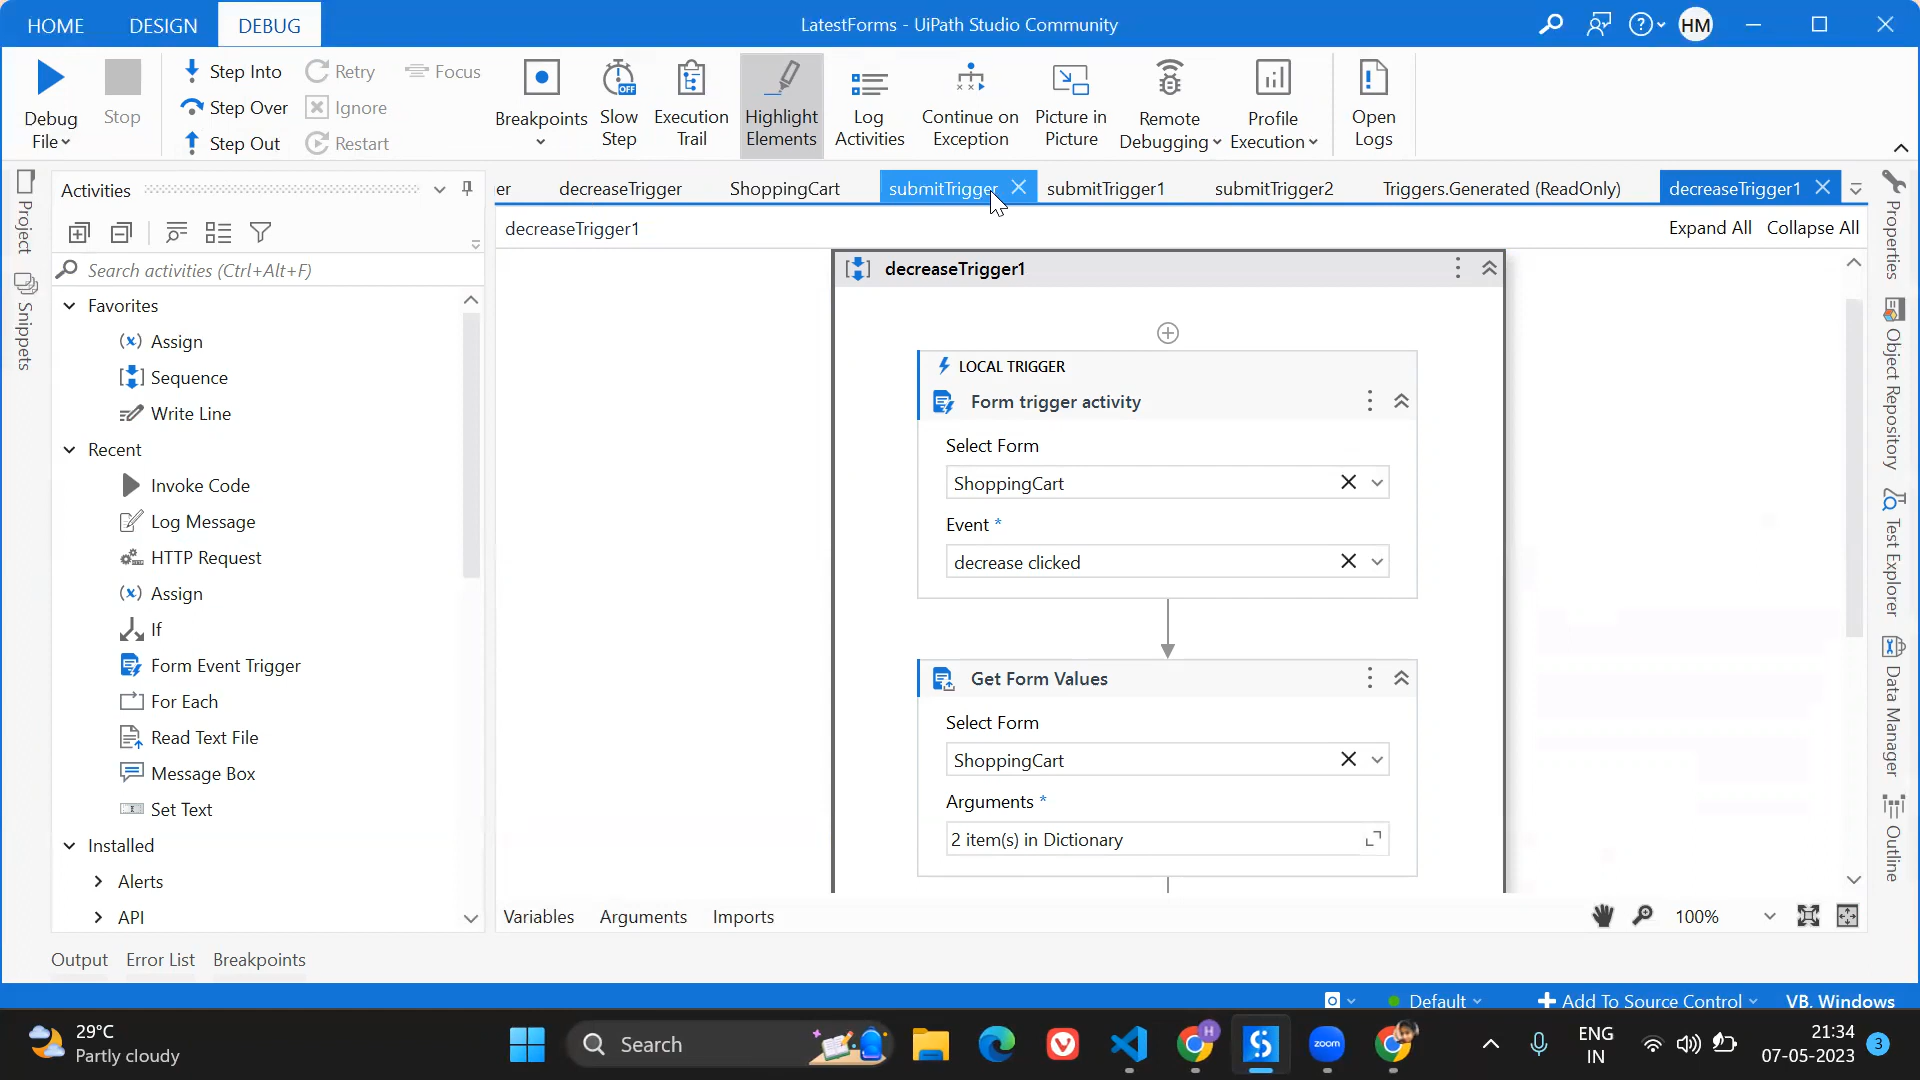 HOME DESIGN DEBUG
LatestForms - UiPath Studio Community
HM
Debug File
Stop
Step Into
Step Over
Step Out
Retry
Ignore
Restart
Focus
Breakpoints
OFF
Slow Step
Execution Trail
Highlight Elements
Log Activities
Continue on Exception
Picture in Picture
Remote Debugging
Profile Execution
Open Logs
Project
Snippets
Activities
Search activities (Ctrl+Alt+F)
Favorites
Assign
Sequence
Write Line
Recent
Invoke Code
Log Message
HTTP Request
Assign
If
Form Event Trigger
For Each
Read Text File
Message Box
Set Text
Installed
Alerts
API
er decreaseTrigger ShoppingCart submitTrigger submitTrigger1 submitTrigger2 Triggers.Generated (ReadOnly) decreaseTrigger1
decreaseTrigger1
Expand All Collapse All
decreaseTrigger1
LOCAL TRIGGER
Form trigger activity
Select Form
ShoppingCart
Event *
decrease clicked
Get Form Values
Select Form
ShoppingCart
Arguments *
2 item(s) in Dictionary
Variables Arguments Imports
100%
Properties
Object Repository
Test Explorer
Data Manager
Outline
Output Error List Breakpoints
Default
Add To Source Control
VB, Windows
29°C
Partly cloudy
Search
H
zoom
ENG
IN
21:34
07-05-2023
3